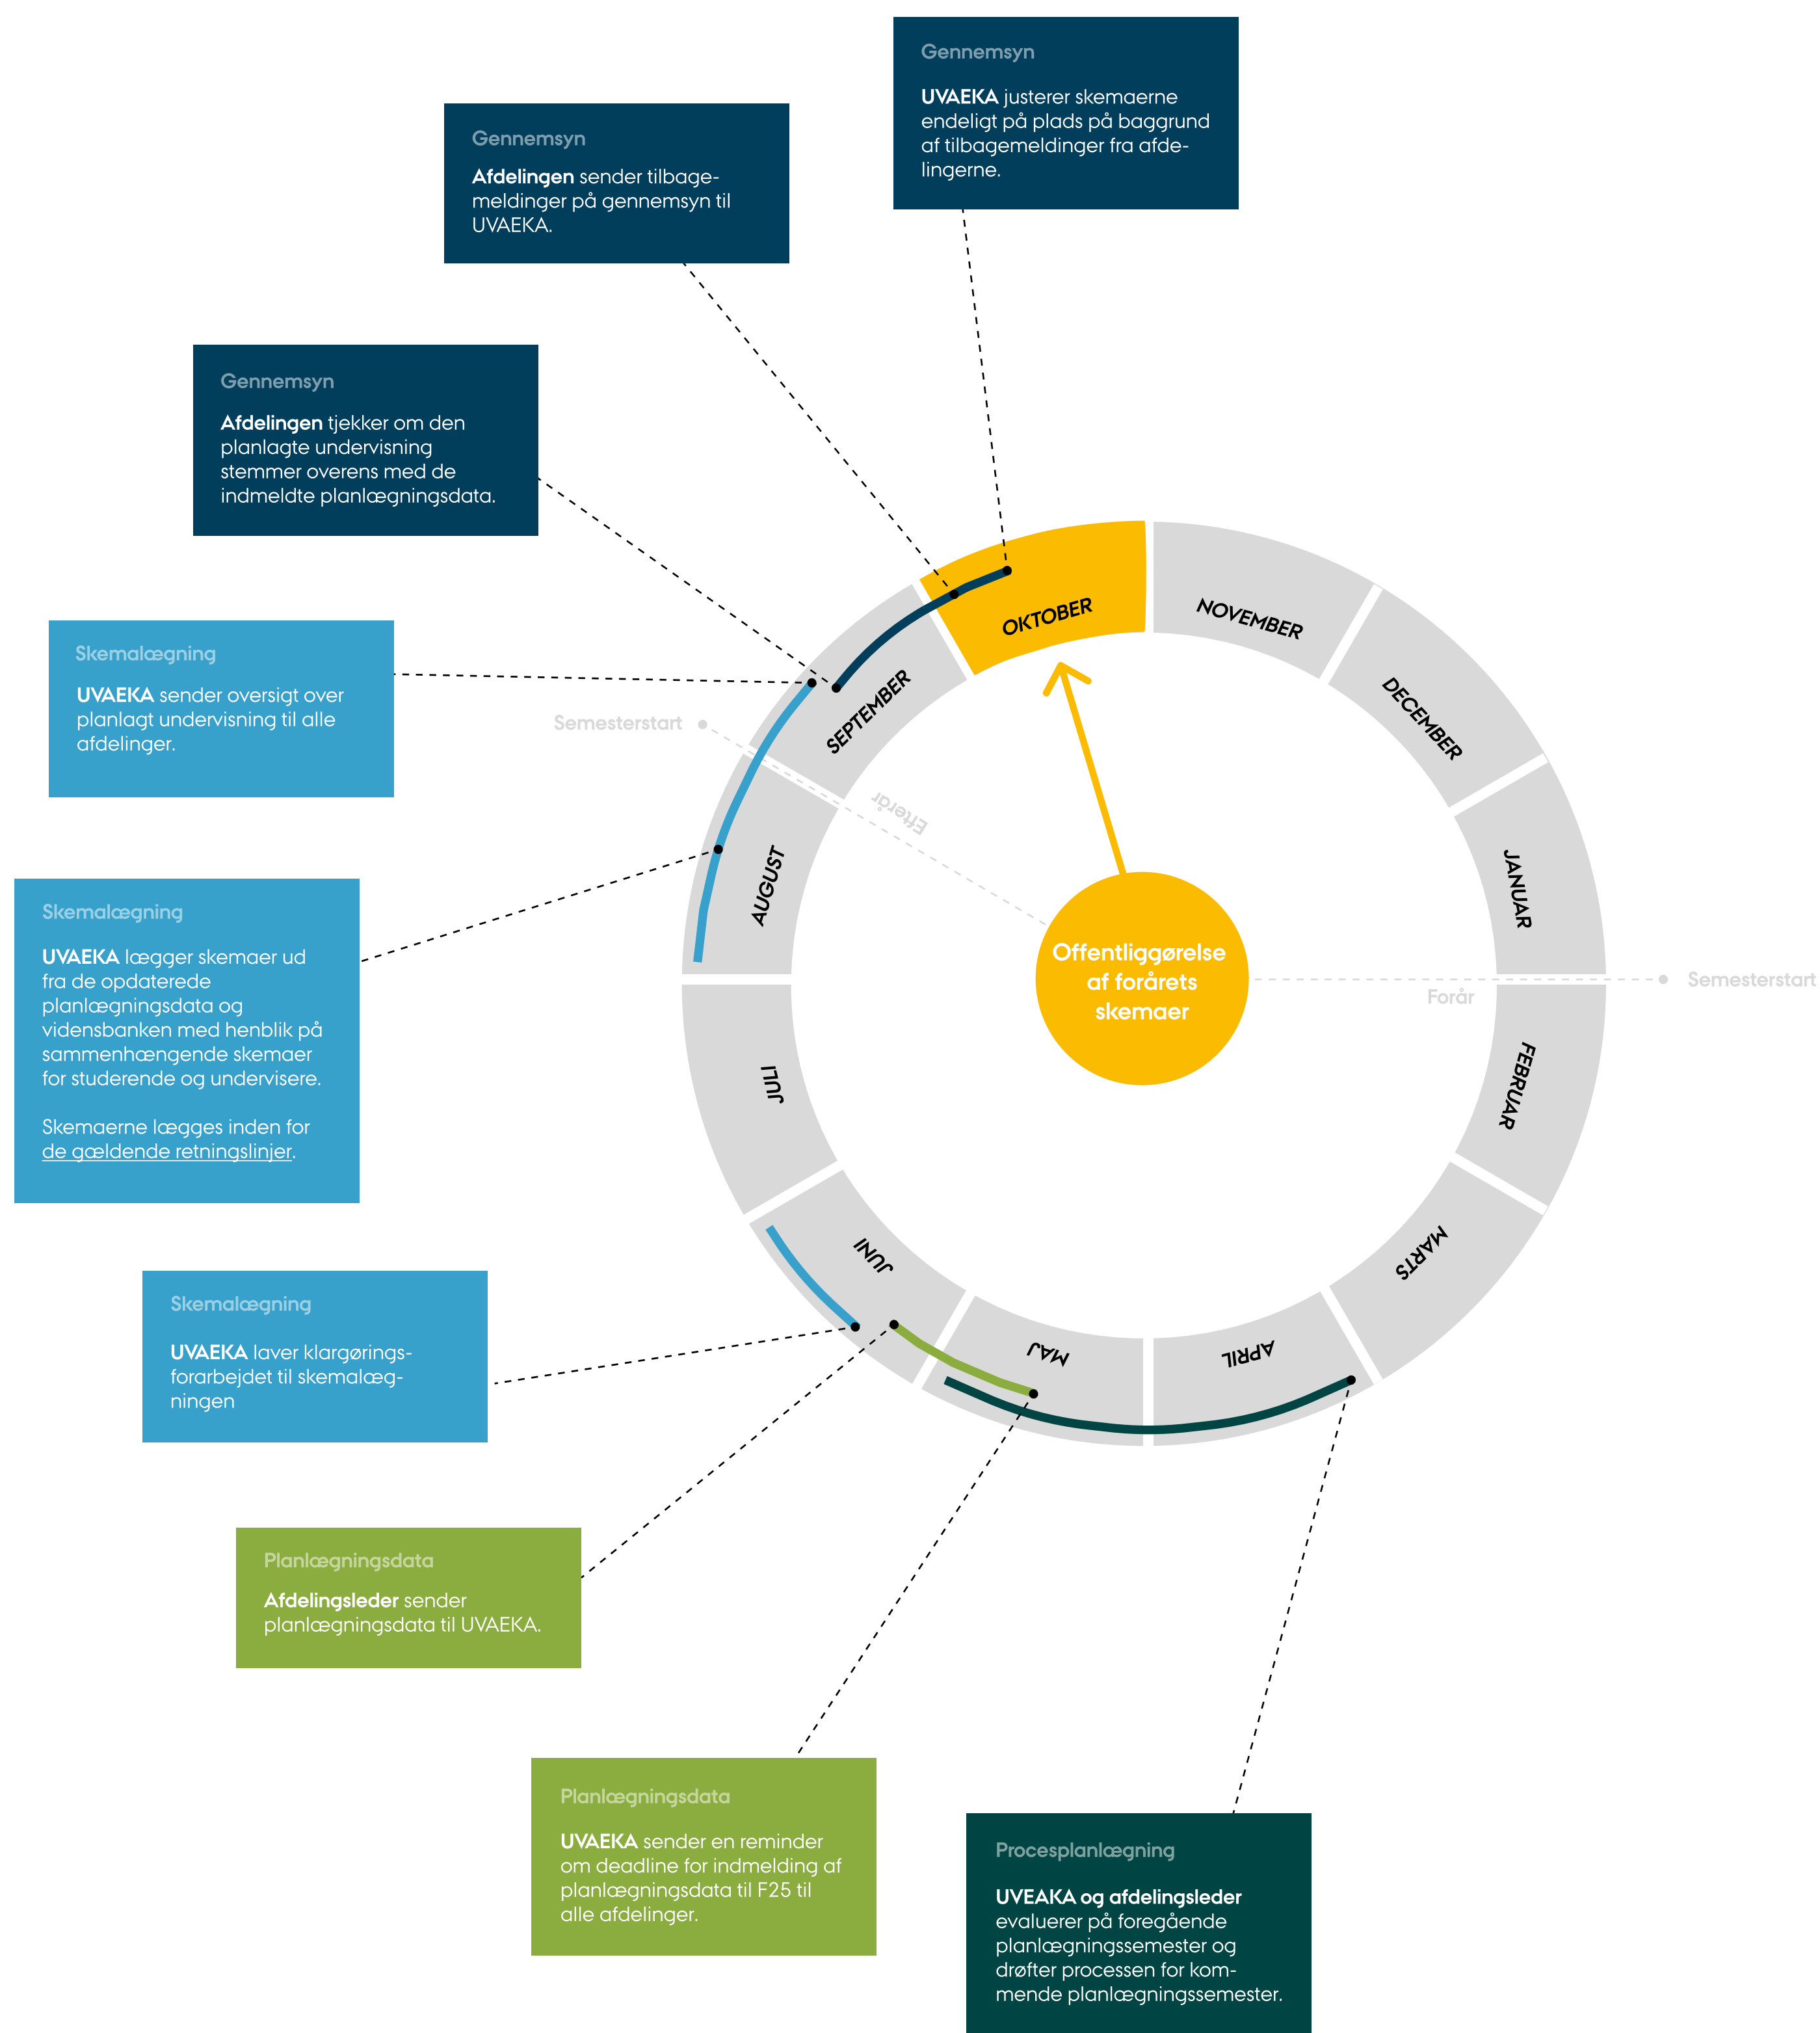 Gennemsyn
UVAEKA justerer skemaerne
endeligt på plads på baggrund
af tilbagemeldinger fra afde-
lingerne.
Gennemsyn
Afdelingen sender tilbage-
meldinger på gennemsyn til
UVAEKA.
Gennemsyn
Afdelingen tjekker om den
planlagte undervisning
stemmer overens med de
indmeldte planlægningsdata.
Skemalægning
UVAEKA sender oversigt over
planlagt undervisning til alle
afdelinger.
Skemalægning
UVAEKA lægger skemaer ud
fra de opdaterede
planlægningsdata og
vidensbanken med henblik på
sammenhængende skemaer
for studerende og undervisere.
Skemaerne lægges inden for
de gældende retningslinjer.
Skemalægning
UVAEKA laver klargørings-
forarbejdet til skemalæg-
ningen
Planlægningsdata
Afdelingsleder sender
planlægningsdata til UVAEKA.
Planlægningsdata
UVAEKA sender en reminder
om deadline for indmelding af
planlægningsdata til F25 til
alle afdelinger.
Procesplanlægning
UVEAKA og afdelingsleder
evaluerer på foregående
planlægningssemester og
drøfter processen for kom-
mende planlægningssemester.
OKTOBER
NOVEMBER
DECEMBER
JANUAR
FEBRUAR
MARTS
APRIL
MAJ
JUNI
JULI
AUGUST
SEPTEMBER
Semesterstart
Efterår
Offentliggørelse
af forårets
skemaer
Forår
Semesterstart